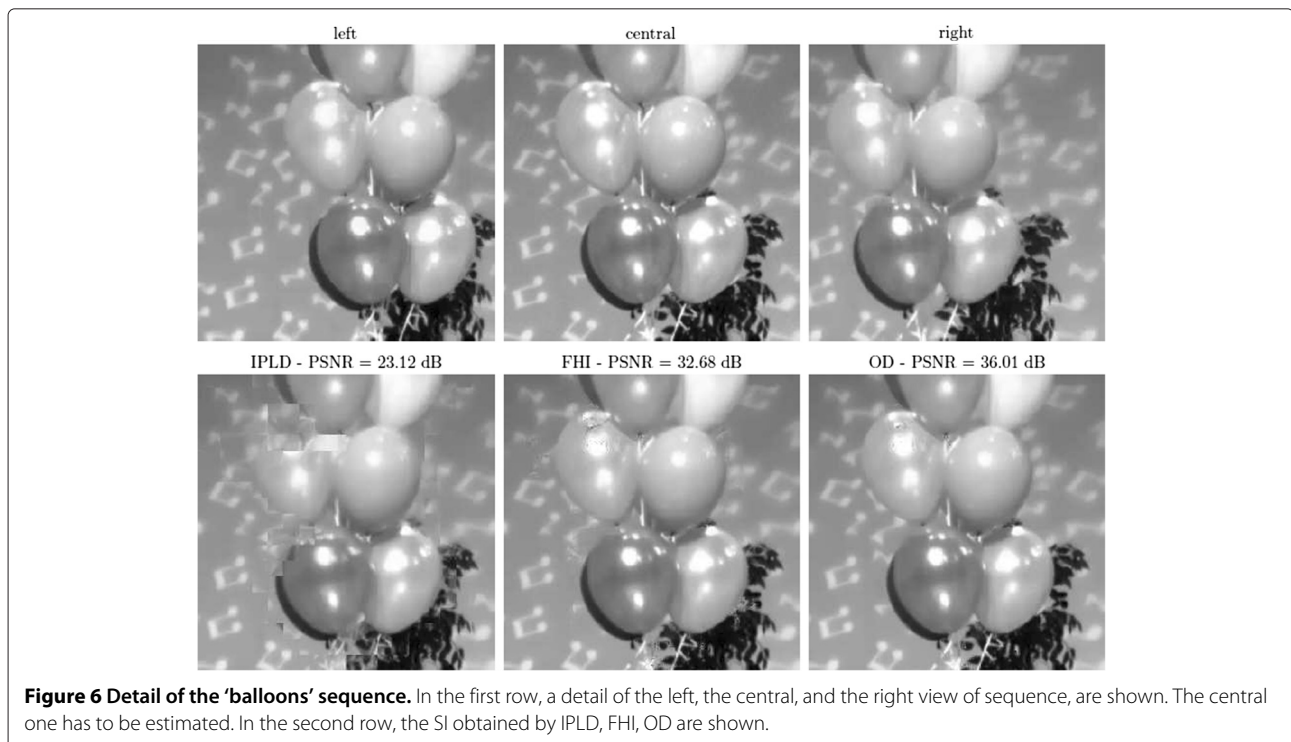 left central right
IPLD - PSNR = 23.12 dB FHI - PSNR = 32.68 dB OD - PSNR = 36.01 dB
Figure 6 Detail of the 'balloons' sequence. In the first row, a detail of the left, the central, and the right view of sequence, are shown. The central
one has to be estimated. In the second row, the SI obtained by IPLD, FHI, OD are shown.